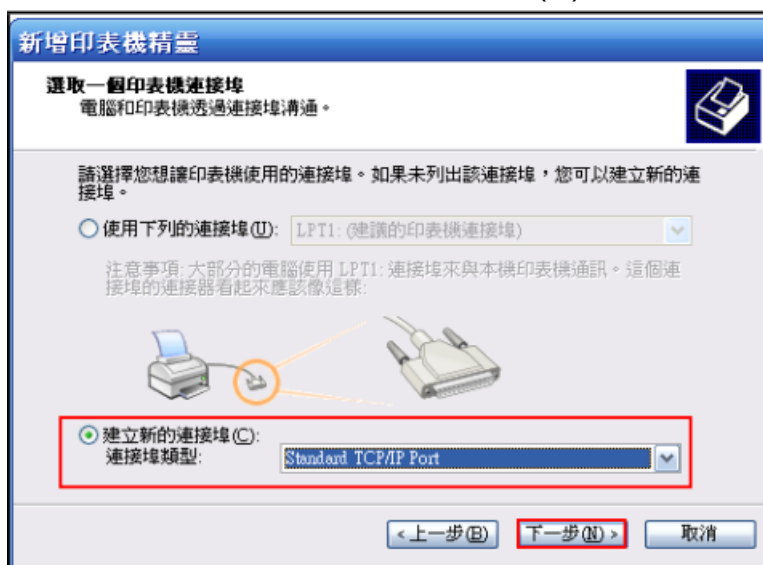 新增印表機精靈
選取一個印表機連接埠
電腦和印表機透過連接埠溝通。
請選擇您想讓印表機使用的連接埠。如果未列出該連接埠，您可以建立新的連
接埠。
使用下列的連接埠(U): LPT1: (建議的印表機連接埠)
注意事項: 大部分的電腦使用 LPT1: 連接埠來與本機印表機通訊。這個連
接埠的連接器看起來應該像這樣:
建立新的連接埠(C):
連接埠類型: Standard TCP/IP Port
<上一步(B) 下一步(N)> 取消